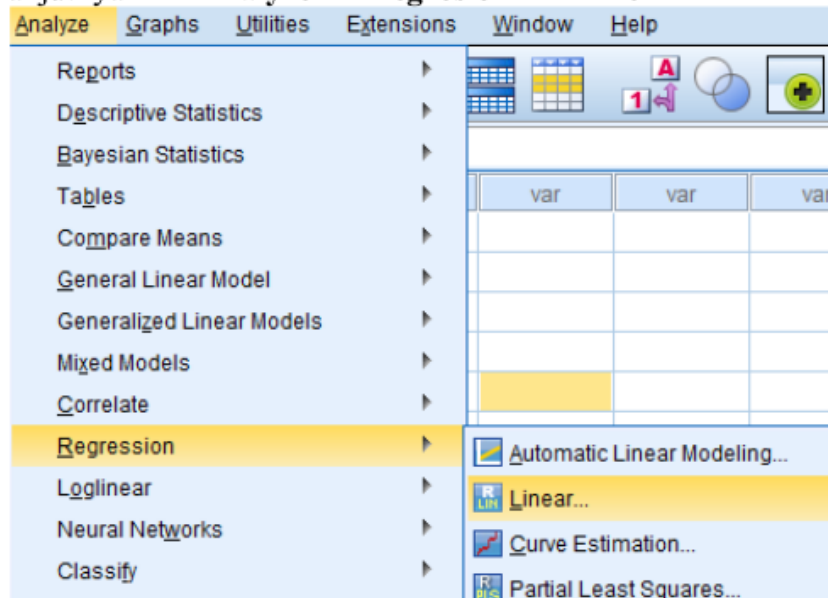 Analyze Graphs Utilities Extensions Window Help
Reports
Descriptive Statistics
Bayesian Statistics
Tables
var var var
Compare Means
General Linear Model
Generalized Linear Models
Mixed Models
Correlate
Regression
Automatic Linear Modeling...
Loglinear
Linear...
Neural Networks
Curve Estimation...
Classify
Partial Least Squares...